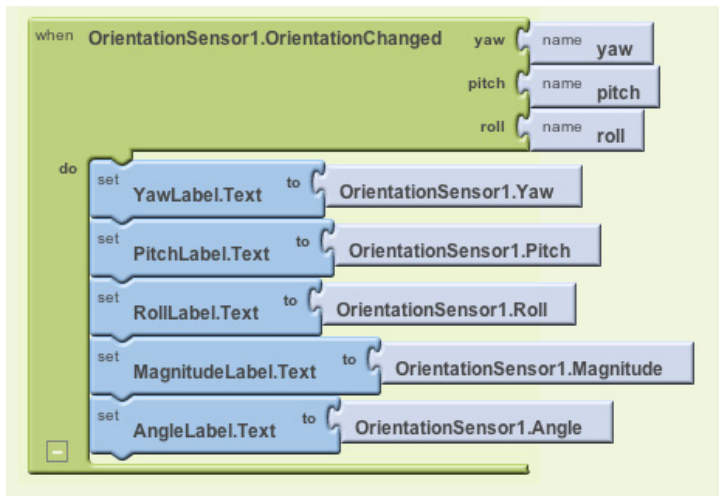 when OrientationSensor1.OrientationChanged yaw name yaw
pitch name pitch
roll name roll
do
set YawLabel.Text to OrientationSensor1.Yaw
set PitchLabel.Text to OrientationSensor1.Pitch
set RollLabel.Text to OrientationSensor1.Roll
set MagnitudeLabel.Text to OrientationSensor1.Magnitude
set AngleLabel.Text to OrientationSensor1.Angle